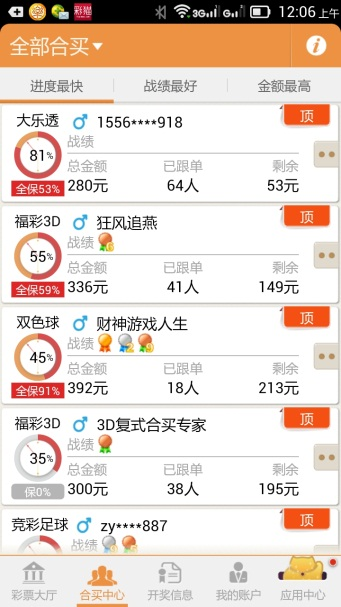 彩猫 3G G 12:06 上午
全部合买
进度最快 战绩最好 金额最高
大乐透 1556****918 顶
战绩
81% 总金额 已跟单 剩余
全保53% 280元 64人 53元
福彩3D 狂风追燕 顶
战绩
55% 总金额 已跟单 剩余
全保59% 336元 41人 149元
双色球 财神游戏人生 顶
战绩
45% 总金额 已跟单 剩余
全保91% 392元 18人 213元
福彩3D 3D复式合买专家 顶
战绩
35% 总金额 已跟单 剩余
保0% 300元 38人 195元
竞彩足球 zy****887 顶
战绩
彩票大厅 合买中心 开奖信息 我的账户 应用中心